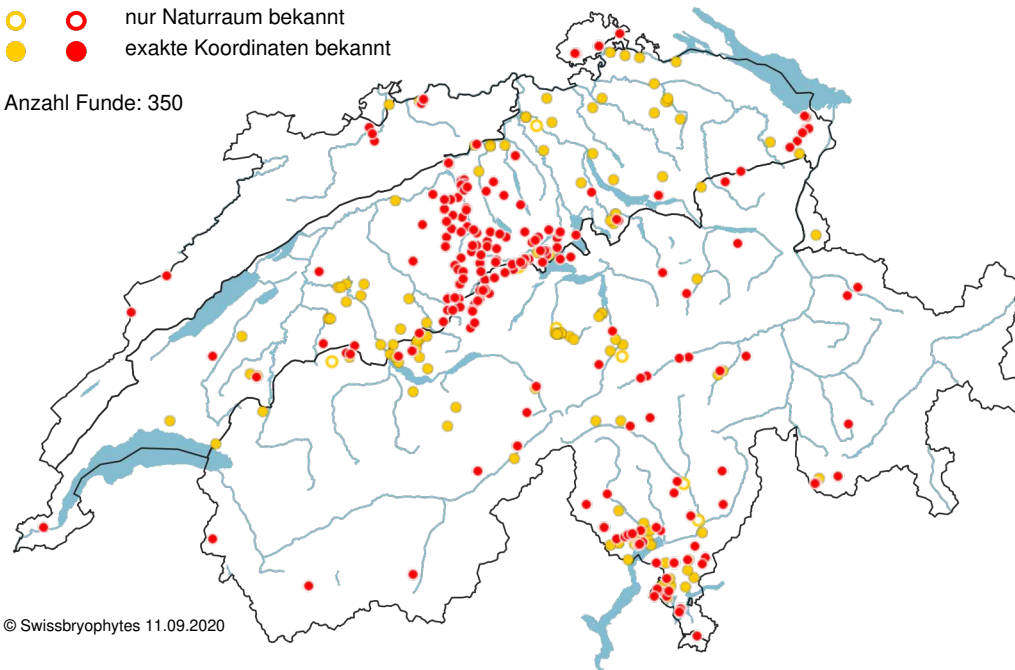 nur Naturraum bekannt
exakte Koordinaten bekannt
Anzahl Funde: 350
© Swissbryophytes 11.09.2020